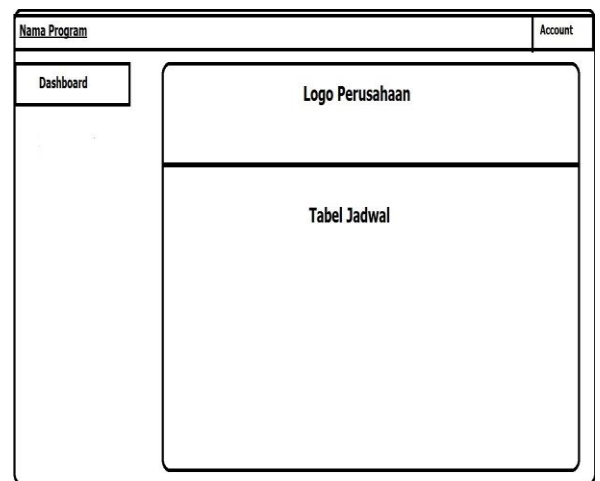 Nama Program
Account
Dashboard
Logo Perusahaan
Tabel Jadwal